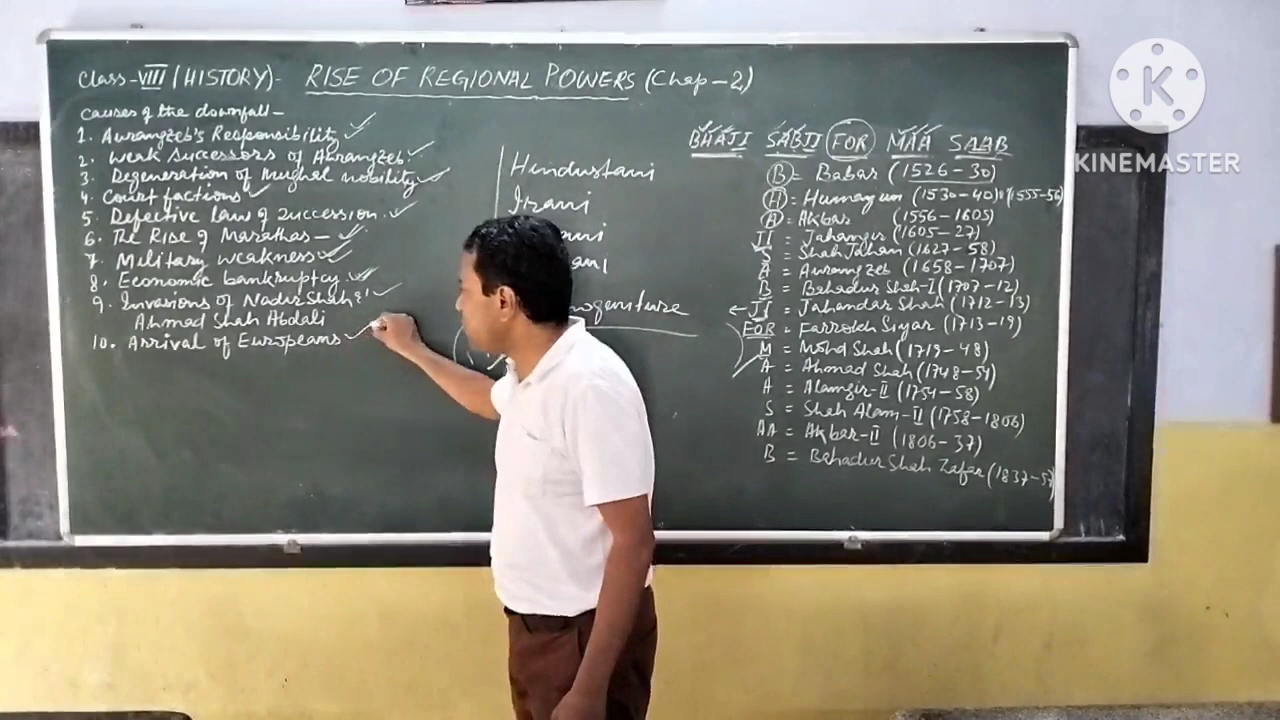 Class-VIII (HISTORY)- RISE OF REGIONAL POWERS (Chap-2)
Causes of the downfall-
1. Aurangzeb's Responsibility
2. Weak Successors of Aurangzeb.
3. Degeneration of Mughal nobility
4. Court factions
5. Defective law of succession.
6. The Rise of Marathas-
7. Military weakness
8. Economic bankruptcy
9. Invasions of Nadir Shah &
Ahmad Shah Abdali
10. Arrival of Europeans
Hindustani
Irani
BHAJI SABJI FOR MAA SAAB
B = Babar (1526-30)
H = Humayun (1530-40) & (1555-56)
A = Akbar (1556-1605)
JI = Jahangir (1605-27)
S = Shah Jahan (1627-58)
A = Aurangzeb (1658-1707)
B = Bahadur Shah-I (1707-12)
JI = Jahandar Shah (1712-13)
FOR = Farrokh Siyar (1713-19)
M = Mohd Shah (1719-48)
A = Ahmad Shah (1748-54)
A = Alamgir-II (1754-58)
S = Shah Alam-II (1758-1806)
AA = Akbar-II (1806-37)
B = Bahadur Shah Zafar (1837-57)
K
KINEMASTER